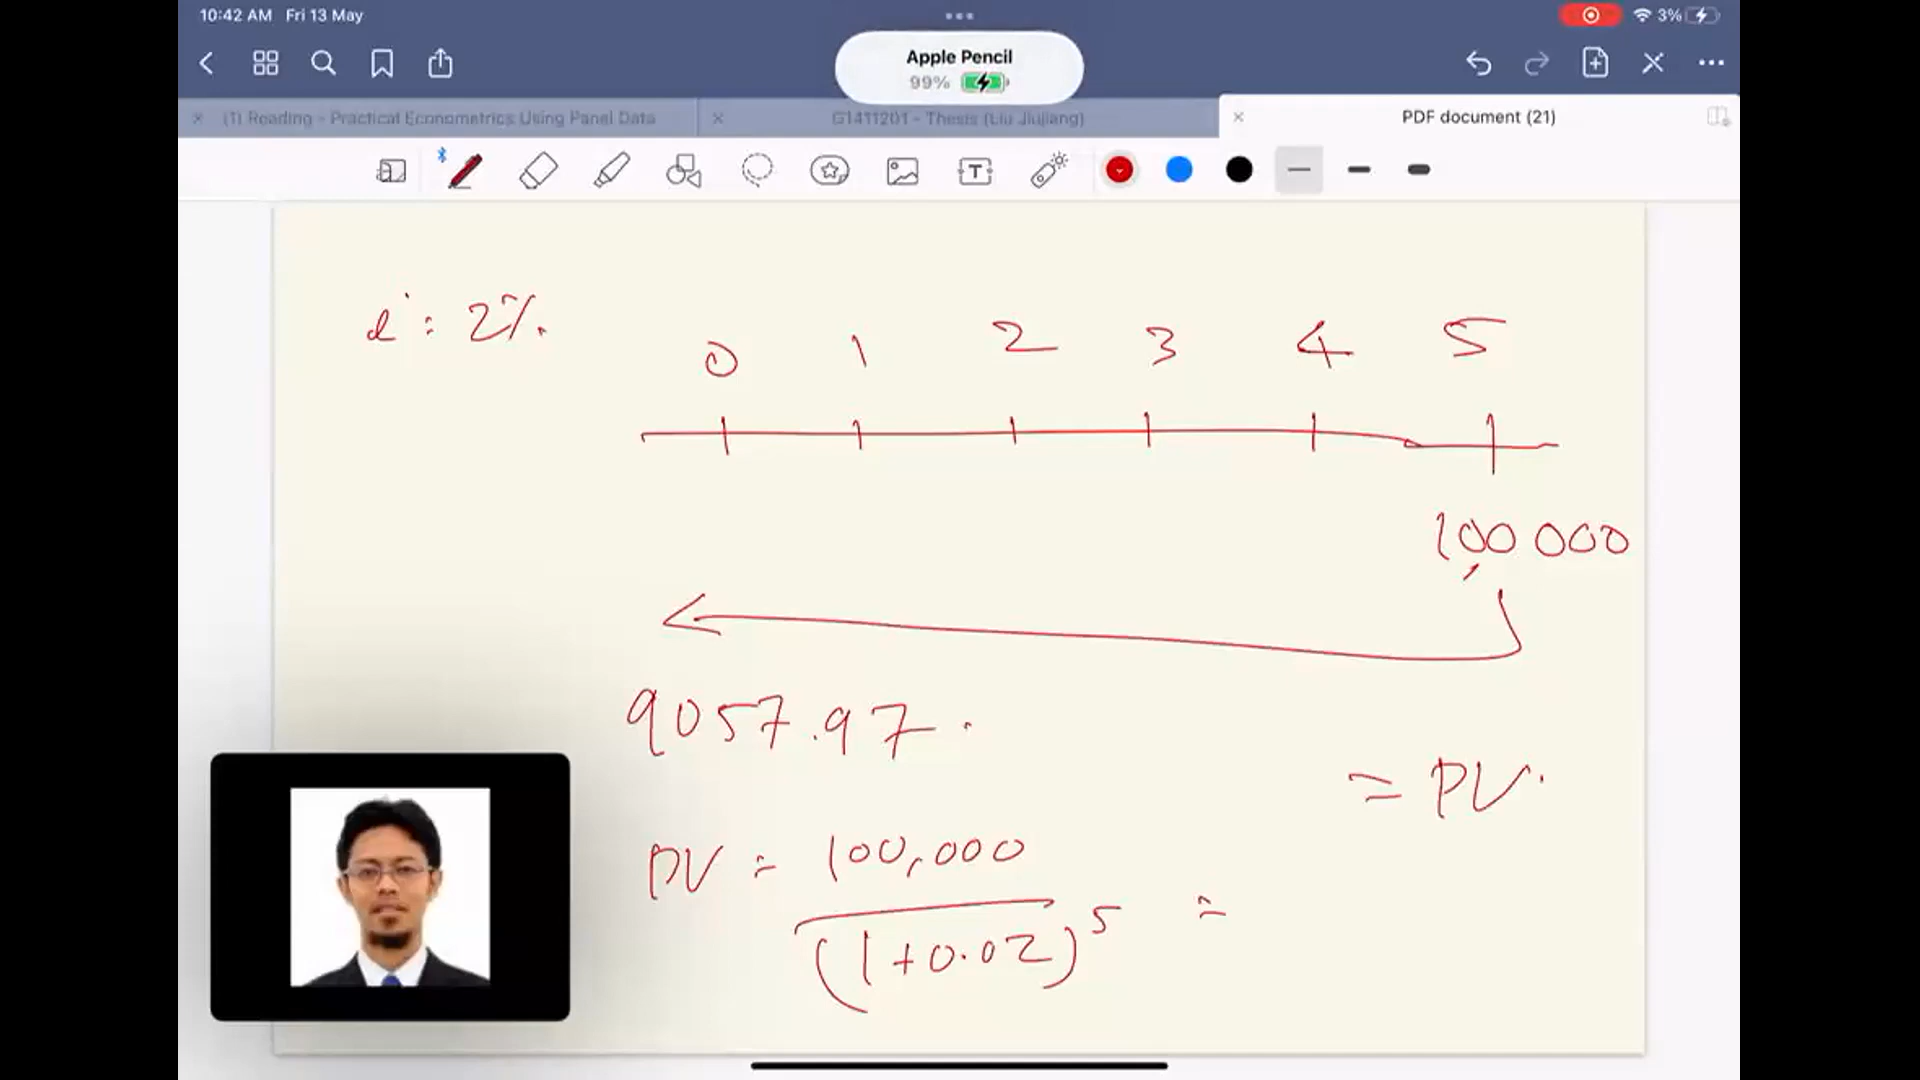 10:42 AM Fri 13 May
3%
Apple Pencil
99%
(1) Reading - Practical Econometrics Using Panel Data
G1411201 - Thesis (Liu Jiujiang)
PDF document (21)
T
i = 2%.
0 1 2 3 4 5
100,000
9057.97.
= PV.
PV = 100,000
(1+0.02)^5 =